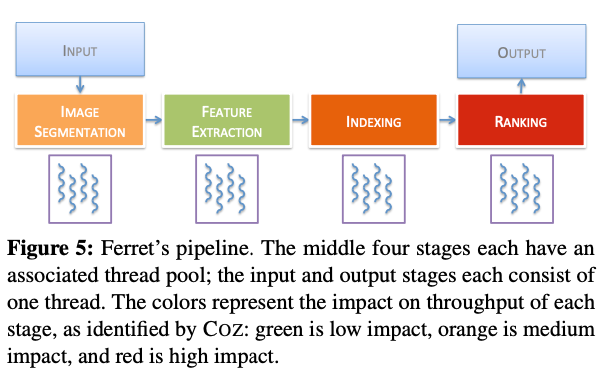 INPUT
OUTPUT
IMAGE
SEGMENTATION
FEATURE
EXTRACTION
INDEXING
RANKING
Figure 5: Ferret's pipeline. The middle four stages each have an
associated thread pool; the input and output stages each consist of
one thread. The colors represent the impact on throughput of each
stage, as identified by COZ: green is low impact, orange is medium
impact, and red is high impact.